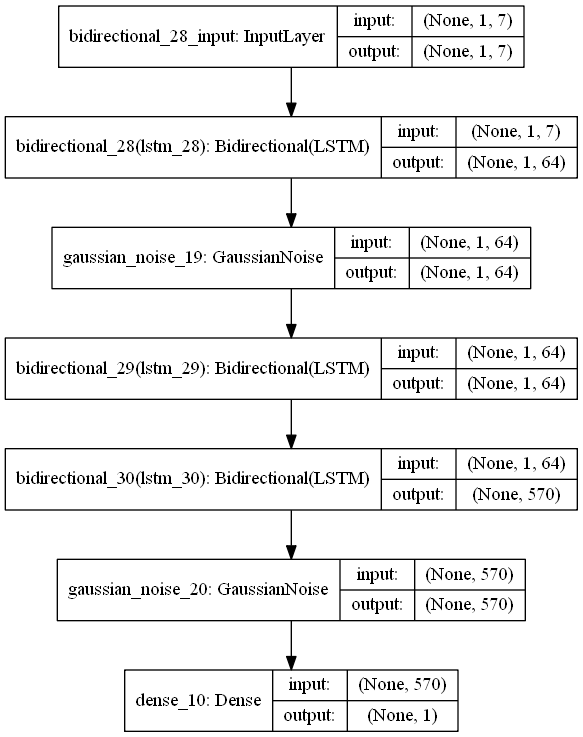 bidirectional_28_input: InputLayer
input: (None, 1, 7)
output: (None, 1, 7)
bidirectional_28(lstm_28): Bidirectional(LSTM)
input: (None, 1, 7)
output: (None, 1, 64)
gaussian_noise_19: GaussianNoise
input: (None, 1, 64)
output: (None, 1, 64)
bidirectional_29(lstm_29): Bidirectional(LSTM)
input: (None, 1, 64)
output: (None, 1, 64)
bidirectional_30(lstm_30): Bidirectional(LSTM)
input: (None, 1, 64)
output: (None, 570)
gaussian_noise_20: GaussianNoise
input: (None, 570)
output: (None, 570)
dense_10: Dense
input: (None, 570)
output: (None, 1)